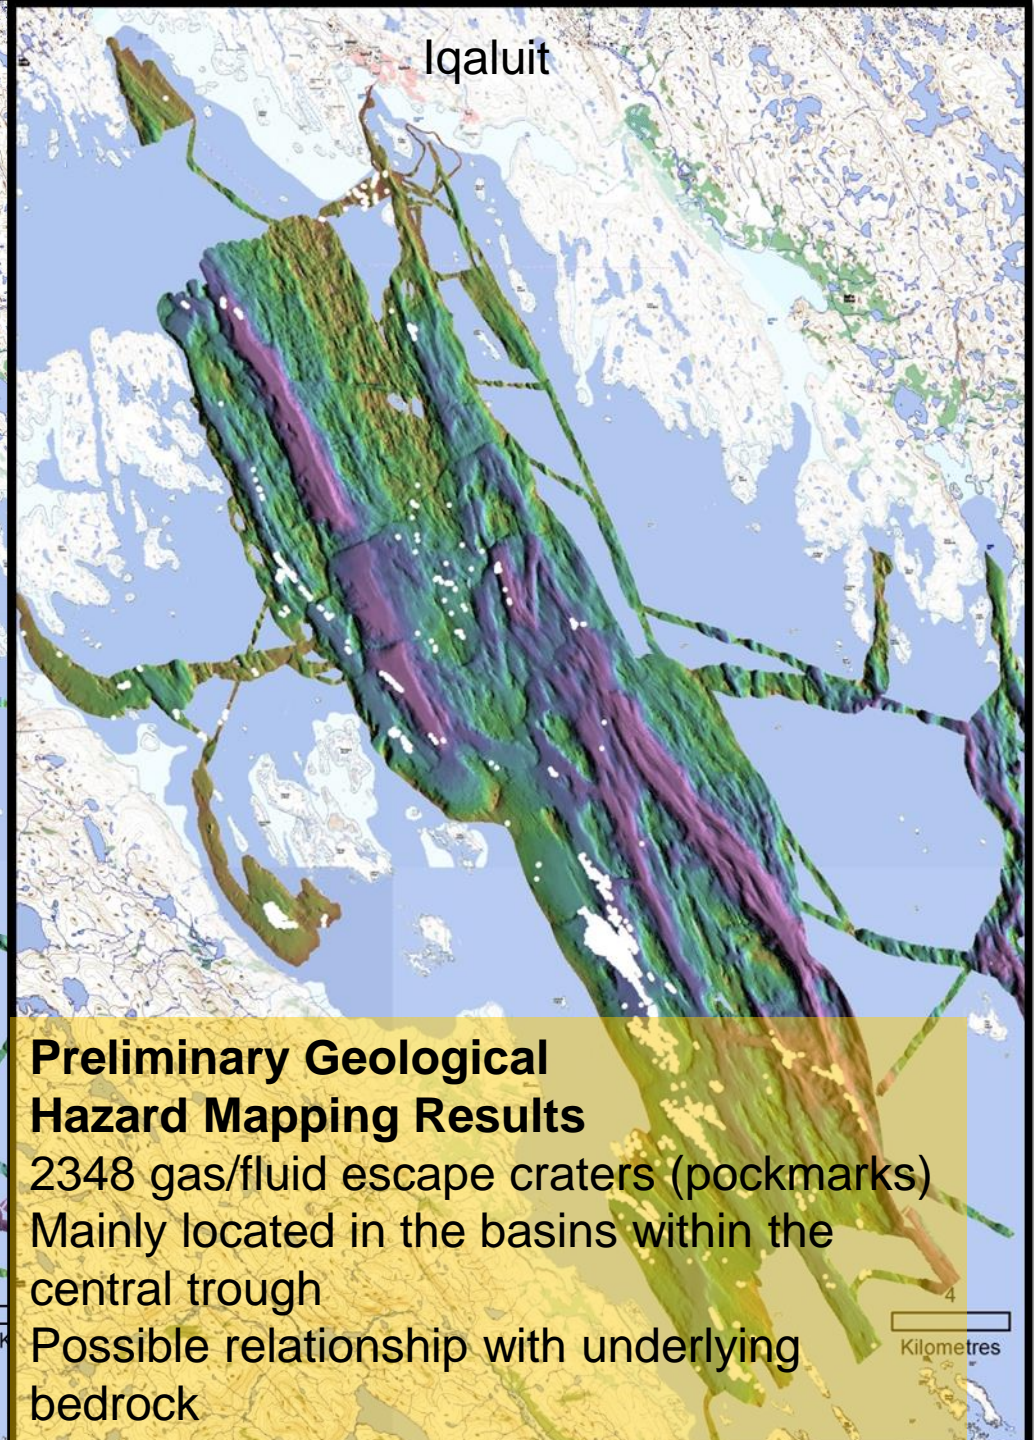 Iqaluit
Preliminary Geological
Hazard Mapping Results
2348 gas/fluid escape craters (pockmarks)
Mainly located in the basins within the
central trough
Possible relationship with underlying
bedrock
4
Kilometres
K